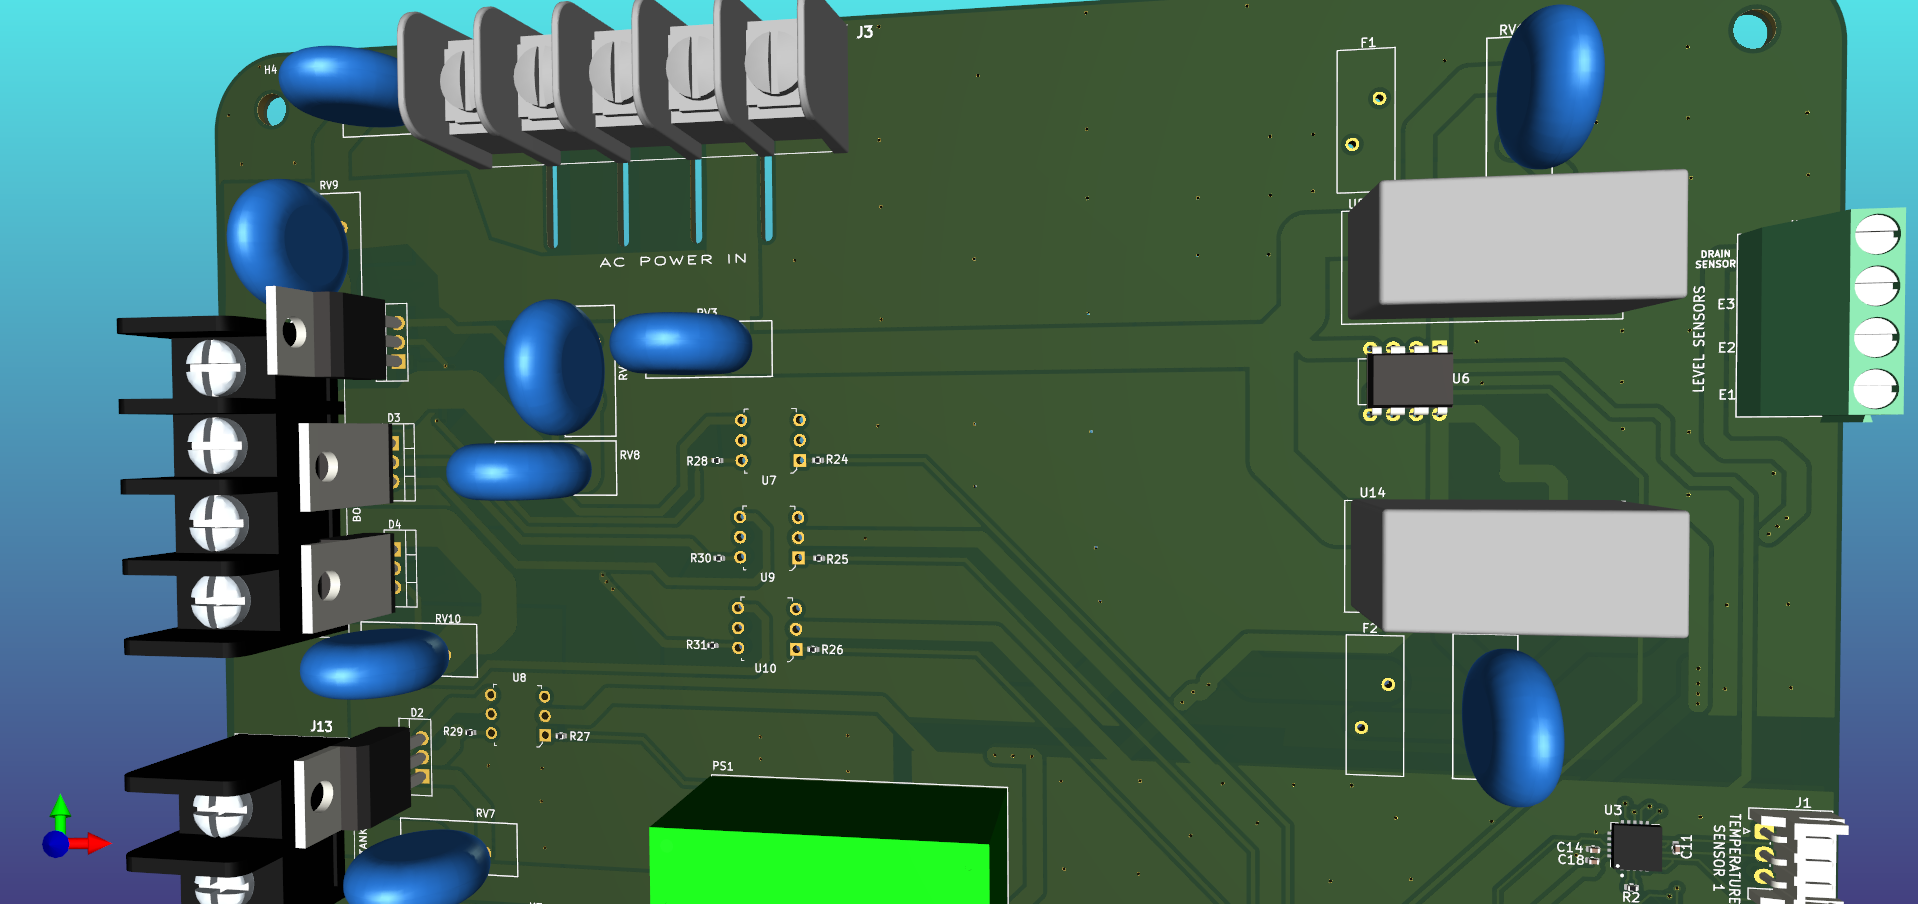 J3
H4
F1
RV9
AC POWER IN
DRAIN
SENSOR
E3
LEVEL SENSORS
E2
E1
RV3
U6
D3
RV8
R28
R24
U7
U14
D4
R30
R25
U9
R31
R26
U10
RV10
F2
U8
D2
R29
R27
J13
PS1
RV7
TANK
J1
U3
C14
C18
C11
R2
TEMPERATURE
SENSOR 1